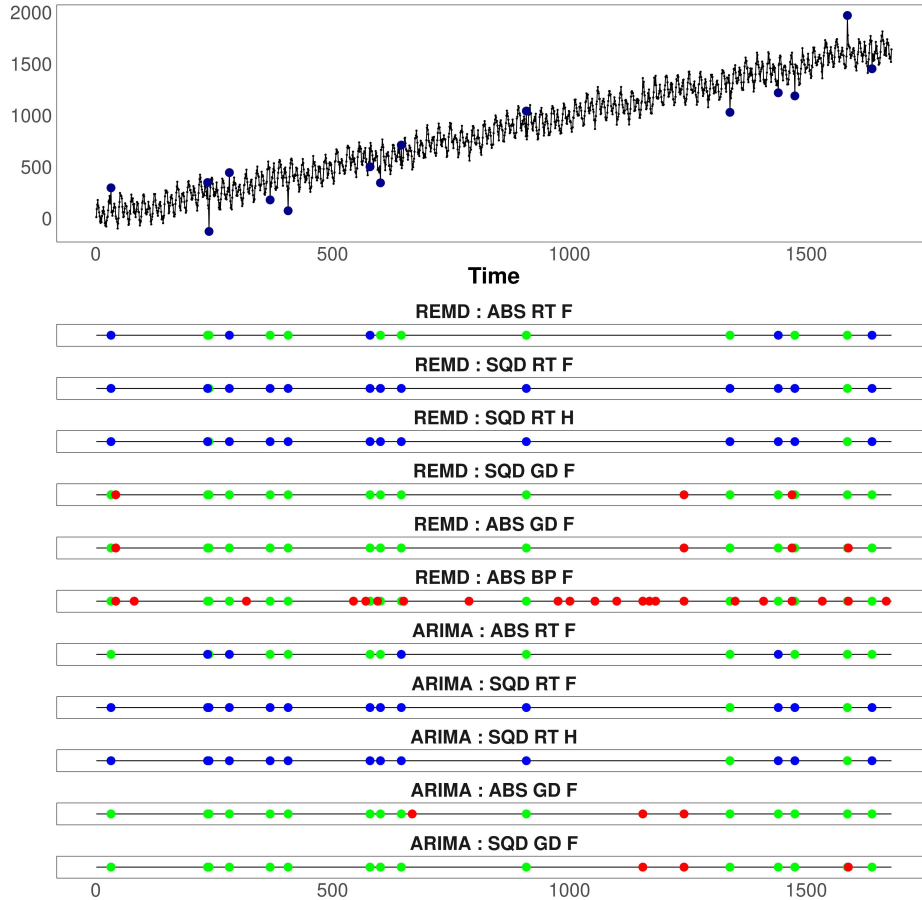 2000
1500
1000
500
0
0 500 1000 1500
Time
REMD : ABS RT F
REMD : SQD RT F
REMD : SQD RT H
REMD : SQD GD F
REMD : ABS GD F
REMD : ABS BP F
ARIMA : ABS RT F
ARIMA : SQD RT F
ARIMA : SQD RT H
ARIMA : ABS GD F
ARIMA : SQD GD F
0 500 1000 1500